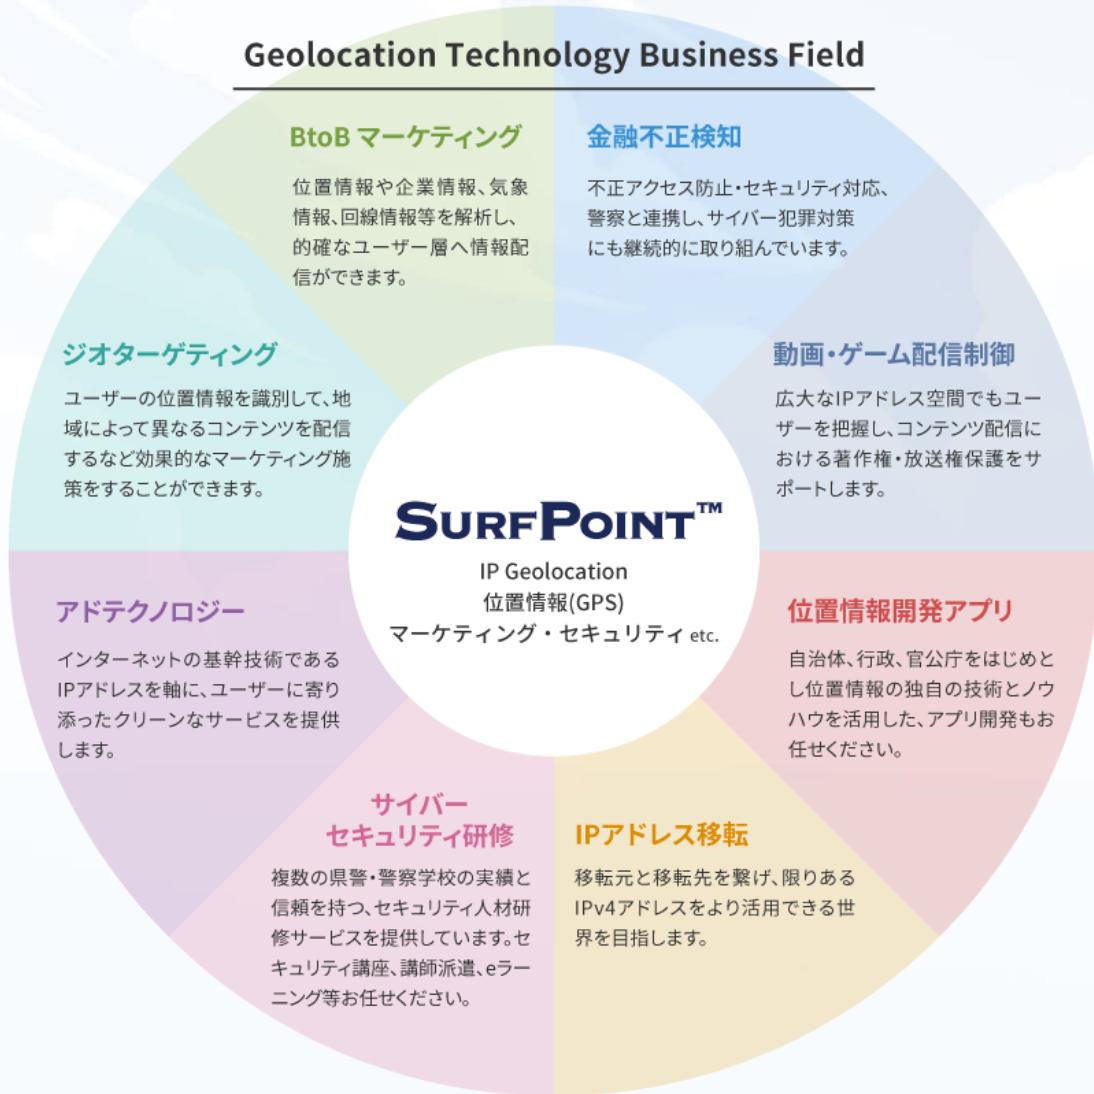 Geolocation Technology Business Field
BtoB マーケティング
位置情報や企業情報、気象
情報、回線情報等を解析し、
的確なユーザー層へ情報配
信ができます。
金融不正検知
不正アクセス防止・セキュリティ対応、
警察と連携し、サイバー犯罪対策
にも継続的に取り組んでいます。
ジオターゲティング
ユーザーの位置情報を識別して、地
域によって異なるコンテンツを配信
するなど効果的なマーケティング施
策をすることができます。
動画・ゲーム配信制御
広大なIPアドレス空間でもユー
ザーを把握し、コンテンツ配信に
おける著作権・放送権保護をサ
ポートします。
SURFPOINT™
IP Geolocation
位置情報(GPS)
マーケティング・セキュリティ etc.
アドテクノロジー
インターネットの基幹技術である
IPアドレスを軸に、ユーザーに寄り
添ったクリーンなサービスを提供
します。
位置情報開発アプリ
自治体、行政、官公庁をはじめと
し位置情報の独自の技術とノウ
ハウを活用した、アプリ開発もお
任せください。
サイバー
セキュリティ研修
複数の県警・警察学校の実績と
信頼を持つ、セキュリティ人材研
修サービスを提供しています。セ
キュリティ講座、講師派遣、eラー
ニング等お任せください。
IPアドレス移転
移転元と移転先を繋げ、限りある
IPv4アドレスをより活用できる世
界を目指します。